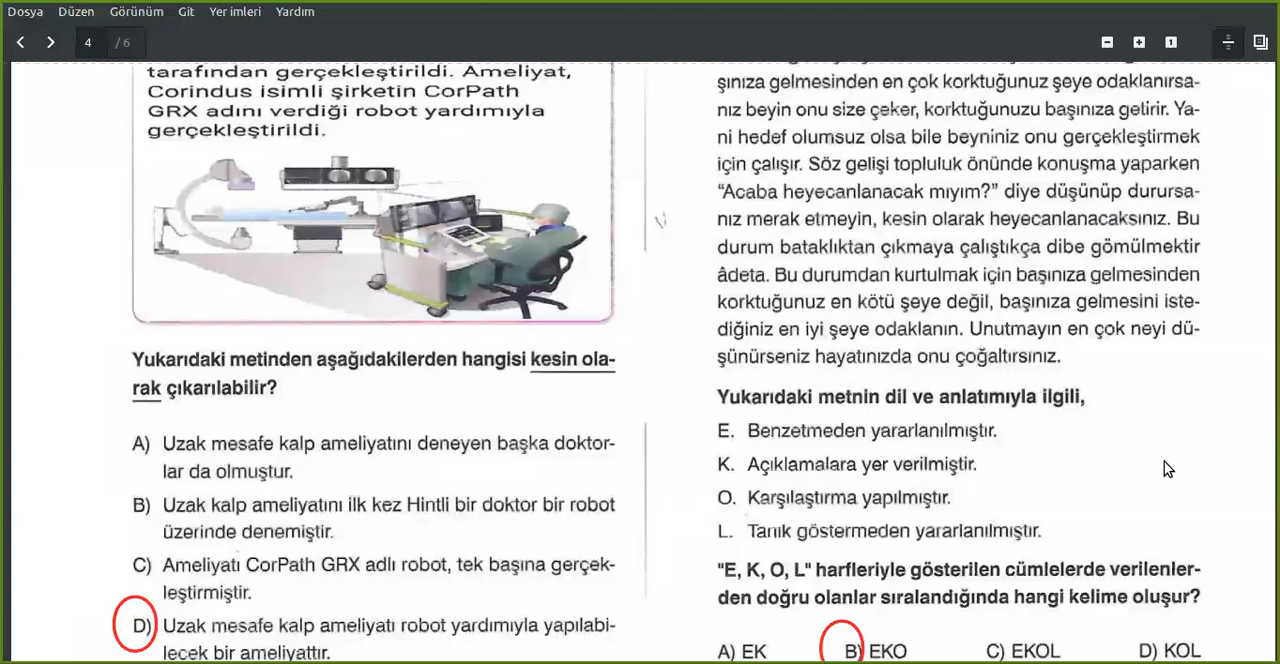 Dosya Düzen Görünüm Git Yer imleri Yardım
4 / 6
tarafından gerçekleştirildi. Ameliyat,
Corindus isimli şirketin CorPath
GRX adını verdiği robot yardımıyla
gerçekleştirildi.
Yukarıdaki metinden aşağıdakilerden hangisi kesin ola-
rak çıkarılabilir?
A) Uzak mesafe kalp ameliyatını deneyen başka doktor-
lar da olmuştur.
B) Uzak kalp ameliyatını ilk kez Hintli bir doktor bir robot
üzerinde denemiştir.
C) Ameliyatı CorPath GRX adlı robot, tek başına gerçek-
leştirmiştir.
D) Uzak mesafe kalp ameliyatı robot yardımıyla yapılabi-
lecek bir ameliyattır.
şınıza gelmesinden en çok korktuğunuz şeye odaklanırsa-
nız beyin onu size çeker, korktuğunuzu başınıza getirir. Ya-
ni hedef olumsuz olsa bile beyniniz onu gerçekleştirmek
için çalışır. Söz gelişi topluluk önünde konuşma yaparken
“Acaba heyecanlanacak mıyım?” diye düşünüp durursa-
nız merak etmeyin, kesin olarak heyecanlanacaksınız. Bu
durum bataklıktan çıkmaya çalıştıkça dibe gömülmektir
âdeta. Bu durumdan kurtulmak için başınıza gelmesinden
korktuğunuz en kötü şeye değil, başınıza gelmesini iste-
diğiniz en iyi şeye odaklanın. Unutmayın en çok neyi dü-
şünürseniz hayatınızda onu çoğaltırsınız.
Yukarıdaki metnin dil ve anlatımıyla ilgili,
E. Benzetmeden yararlanılmıştır.
K. Açıklamalara yer verilmiştir.
O. Karşılaştırma yapılmıştır.
L. Tanık göstermeden yararlanılmıştır.
"E, K, O, L" harfleriyle gösterilen cümlelerde verilenler-
den doğru olanlar sıralandığında hangi kelime oluşur?
A) EK B) EKO C) EKOL D) KOL